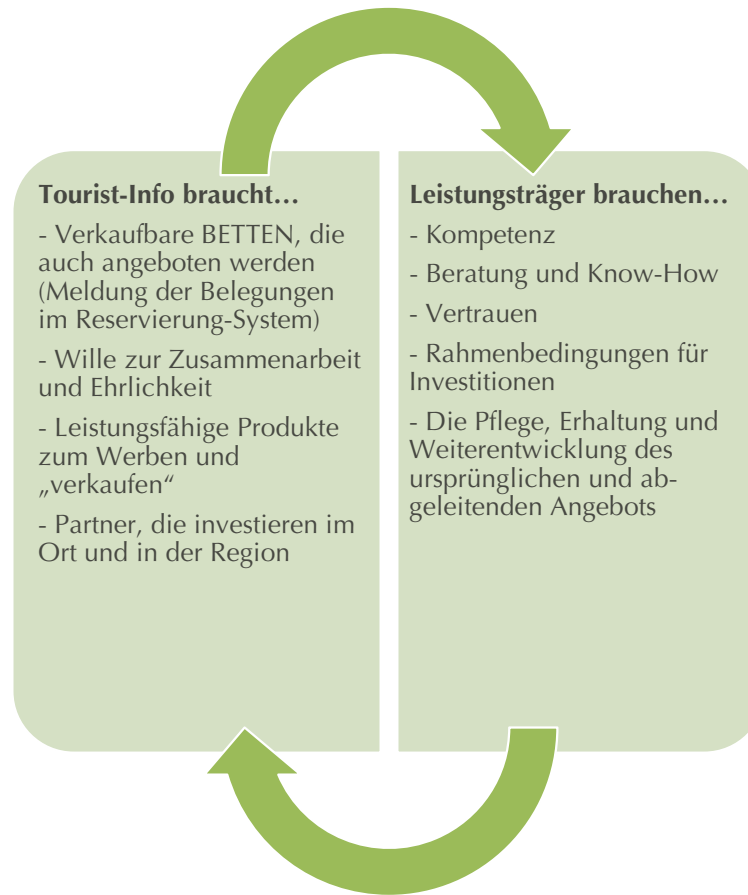 Tourist-Info braucht…
- Verkaufbare BETTEN, die
auch angeboten werden
(Meldung der Belegungen
im Reservierung-System)
- Wille zur Zusammenarbeit
und Ehrlichkeit
- Leistungsfähige Produkte
zum Werben und
„verkaufen“
- Partner, die investieren im
Ort und in der Region
Leistungsträger brauchen…
- Kompetenz
- Beratung und Know-How
- Vertrauen
- Rahmenbedingungen für
Investitionen
- Die Pflege, Erhaltung und
Weiterentwicklung des
ursprünglichen und ab-
geleitenden Angebots